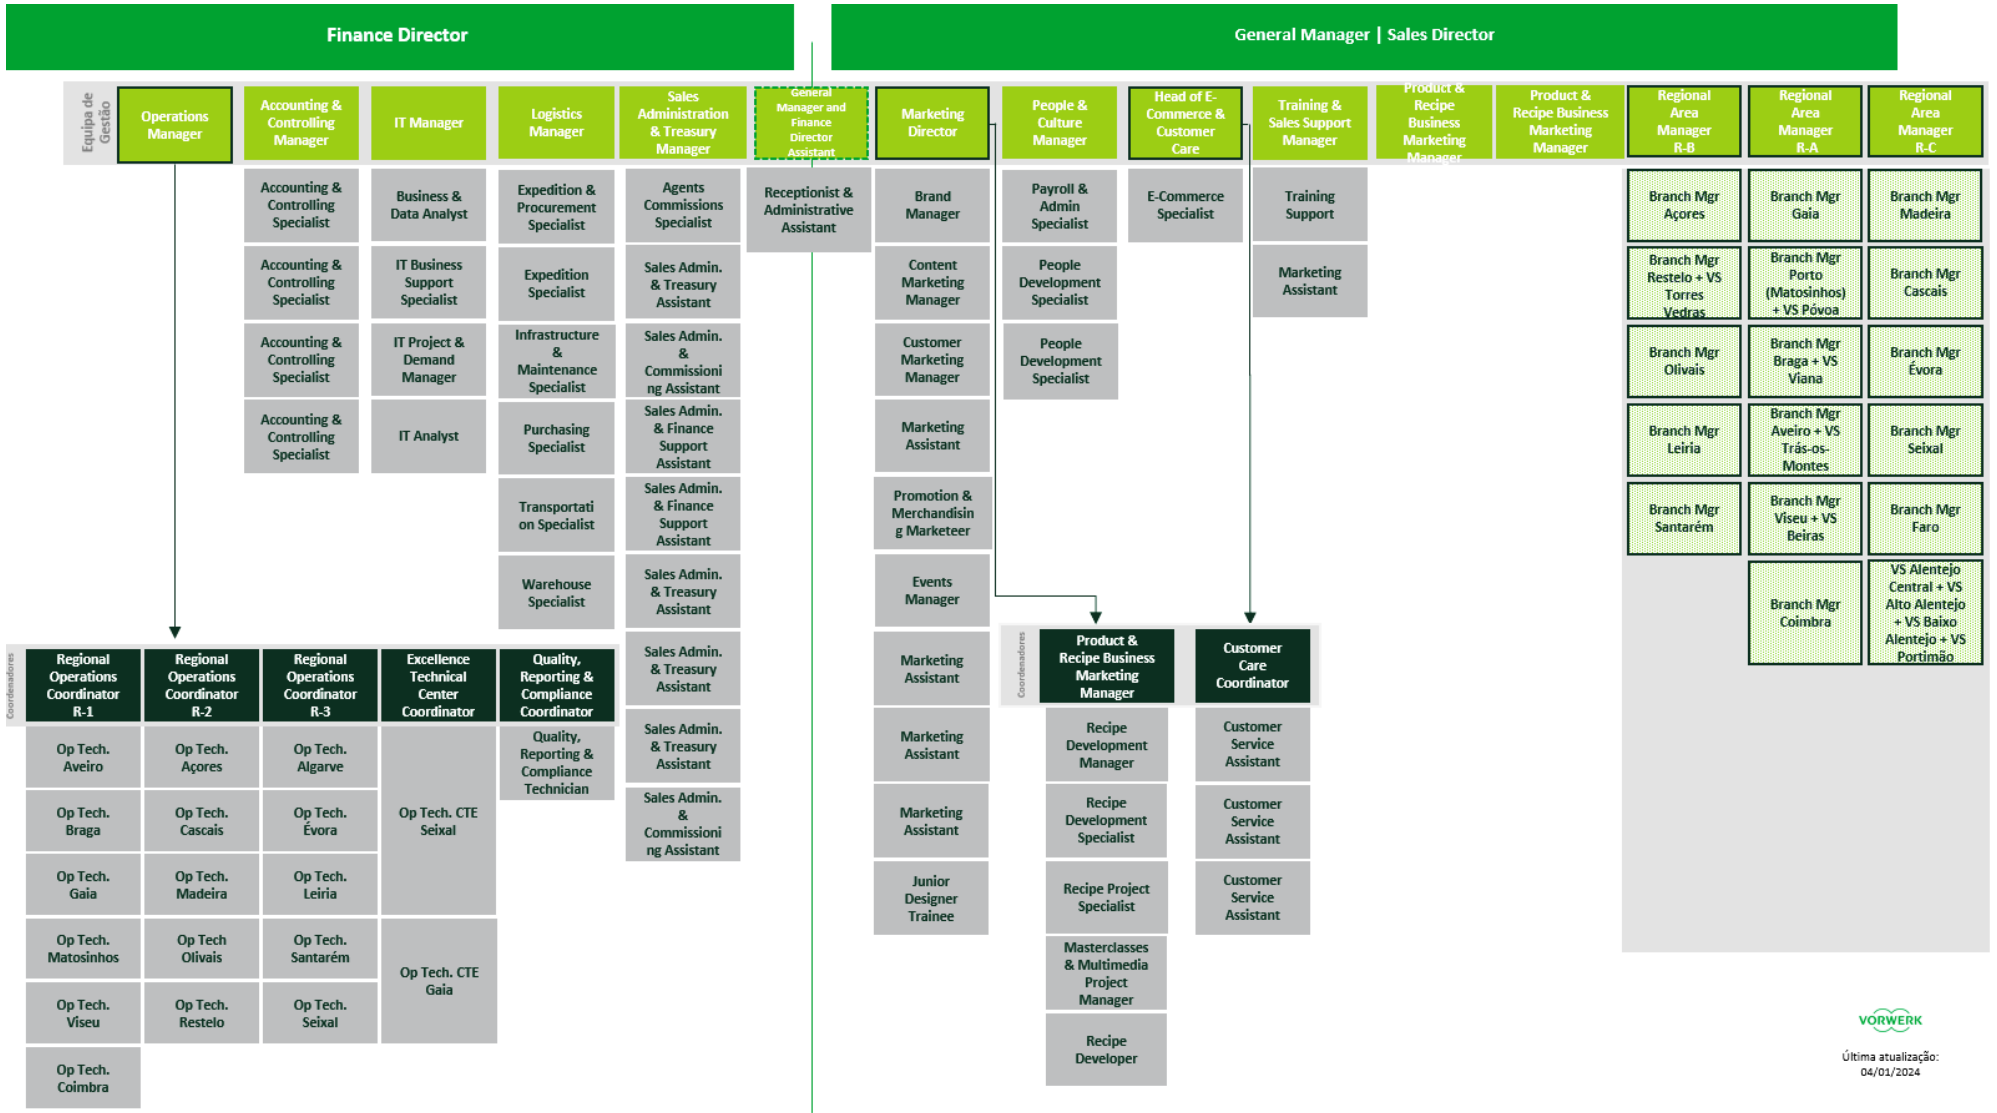 Finance Director
General Manager | Sales Director
Equipa de
Gestão
Operations
Manager
Accounting &
Controlling
Manager
IT Manager
Logistics
Manager
Sales
Administration
& Treasury
Manager
General
Manager and
Finance
Director
Assistant
Marketing
Director
People &
Culture
Manager
Head of E-
Commerce &
Customer
Care
Training &
Sales Support
Manager
Product &
Recipe
Business
Marketing
Manager
Product &
Recipe Business
Marketing
Manager
Regional
Area
Manager
R-B
Regional
Area
Manager
R-A
Regional
Area
Manager
R-C
Accounting &
Controlling
Specialist
Accounting &
Controlling
Specialist
Accounting &
Controlling
Specialist
Accounting &
Controlling
Specialist
Business &
Data Analyst
IT Business
Support
Specialist
IT Project &
Demand
Manager
IT Analyst
Expedition &
Procurement
Specialist
Expedition
Specialist
Infrastructure
&
Maintenance
Specialist
Purchasing
Specialist
Transportati
on Specialist
Warehouse
Specialist
Agents
Commissions
Specialist
Sales Admin.
& Treasury
Assistant
Sales Admin.
&
Commissioni
ng Assistant
Sales Admin.
& Finance
Support
Assistant
Sales Admin.
& Finance
Support
Assistant
Sales Admin.
& Treasury
Assistant
Sales Admin.
& Treasury
Assistant
Sales Admin.
& Treasury
Assistant
Sales Admin.
&
Commissioni
ng Assistant
Receptionist &
Administrative
Assistant
Brand
Manager
Content
Marketing
Manager
Customer
Marketing
Manager
Marketing
Assistant
Promotion &
Merchandisin
g Marketeer
Events
Manager
Marketing
Assistant
Marketing
Assistant
Marketing
Assistant
Junior
Designer
Trainee
Payroll &
Admin
Specialist
People
Development
Specialist
People
Development
Specialist
E-Commerce
Specialist
Training
Support
Marketing
Assistant
Branch Mgr
Açores
Branch Mgr
Restelo + VS
Torres
Vedras
Branch Mgr
Olivais
Branch Mgr
Leiria
Branch Mgr
Santarém
Branch Mgr
Gaia
Branch Mgr
Porto
(Matosinhos)
+ VS Póvoa
Branch Mgr
Braga + VS
Viana
Branch Mgr
Aveiro + VS
Trás-os-
Montes
Branch Mgr
Viseu + VS
Beiras
Branch Mgr
Coimbra
Branch Mgr
Madeira
Branch Mgr
Cascais
Branch Mgr
Évora
Branch Mgr
Seixal
Branch Mgr
Faro
VS Alentejo
Central + VS
Alto Alentejo
+ VS Baixo
Alentejo + VS
Portimão
Coordenadores
Regional
Operations
Coordinator
R-1
Regional
Operations
Coordinator
R-2
Regional
Operations
Coordinator
R-3
Excellence
Technical
Center
Coordinator
Quality,
Reporting &
Compliance
Coordinator
Op Tech.
Aveiro
Op Tech.
Braga
Op Tech.
Gaia
Op Tech.
Matosinhos
Op Tech.
Viseu
Op Tech.
Coimbra
Op Tech.
Açores
Op Tech.
Cascais
Op Tech.
Madeira
Op Tech
Olivais
Op Tech.
Restelo
Op Tech.
Algarve
Op Tech.
Évora
Op Tech.
Leiria
Op Tech.
Santarém
Op Tech.
Seixal
Op Tech. CTE
Seixal
Op Tech. CTE
Gaia
Quality,
Reporting &
Compliance
Technician
Coordenadores
Product &
Recipe Business
Marketing
Manager
Customer
Care
Coordinator
Recipe
Development
Manager
Recipe
Development
Specialist
Recipe Project
Specialist
Masterclasses
& Multimedia
Project
Manager
Recipe
Developer
Customer
Service
Assistant
Customer
Service
Assistant
Customer
Service
Assistant
VORWERK
Última atualização:
04/01/2024